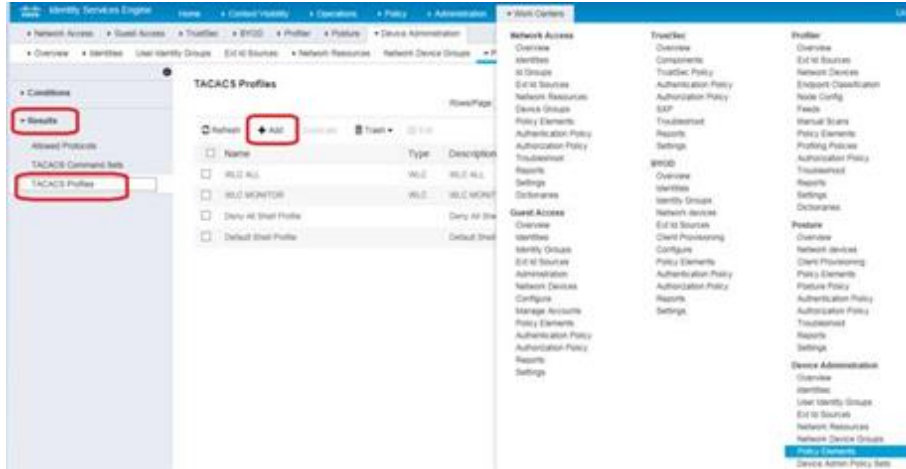 Identity Services Engine
Home
Context Visibility
Operations
Policy
Administration
Work Centers
Network Access
Guest Access
TrustSec
BYOD
Profiler
Posture
Device Administration
Overview
Identities
User Identity Groups
Ext Id Sources
Network Resources
Network Device Groups
Conditions
Results
Allowed Protocols
TACACS Command Sets
TACACS Profiles
TACACS Profiles
Rows/Page
Refresh
Add
Trash
Edit
Name
Type
Description
WLC ALL
WLC
WLC ALL
WLC MONITOR
WLC
WLC MONIT
Deny All Shell Profile
Deny All She
Default Shell Profile
Default Shell
Network Access
Overview
Identities
Id Groups
Ext Id Sources
Network Resources
Device Groups
Policy Elements
Authentication Policy
Authorization Policy
Troubleshoot
Reports
Settings
Dictionaries
Guest Access
Overview
Identities
Identity Groups
Ext Id Sources
Administration
Network Devices
Configure
Manage Accounts
Policy Elements
Authentication Policy
Authorization Policy
Reports
Settings
TrustSec
Overview
Components
TrustSec Policy
Authentication Policy
Authorization Policy
SXP
Troubleshoot
Reports
Settings
BYOD
Overview
Identities
Identity Groups
Network devices
Ext Id Sources
Client Provisioning
Configure
Policy Elements
Authentication Policy
Authorization Policy
Reports
Settings
Profiler
Overview
Ext Id Sources
Network Devices
Endpoint Classification
Node Config
Feeds
Manual Scans
Policy Elements
Profiling Policies
Authorization Policy
Troubleshoot
Reports
Settings
Dictionaries
Posture
Overview
Network devices
Client Provisioning
Policy Elements
Posture Policy
Authentication Policy
Authorization Policy
Troubleshoot
Reports
Settings
Device Administration
Overview
Identities
User Identity Groups
Ext Id Sources
Network Resources
Network Device Groups
Policy Elements
Device Admin Policy Sets